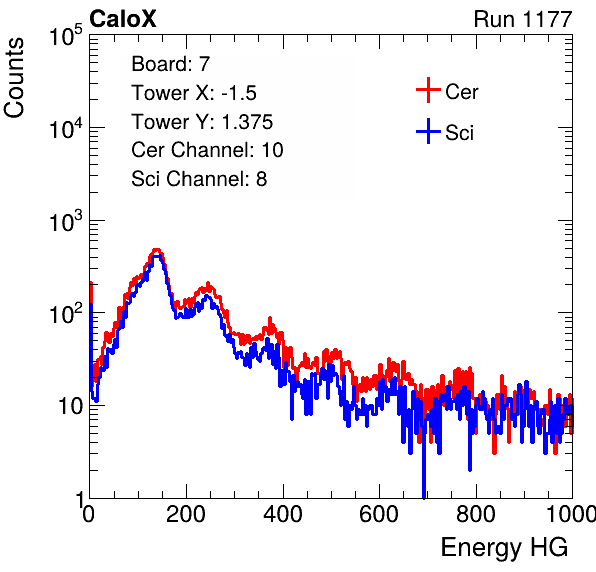 CaloX Run 1177
Counts
10^5
10^4
10^3
10^2
10
1
Board: 7
Tower X: -1.5
Tower Y: 1.375
Cer Channel: 10
Sci Channel: 8
Cer
Sci
0 200 400 600 800 1000
Energy HG